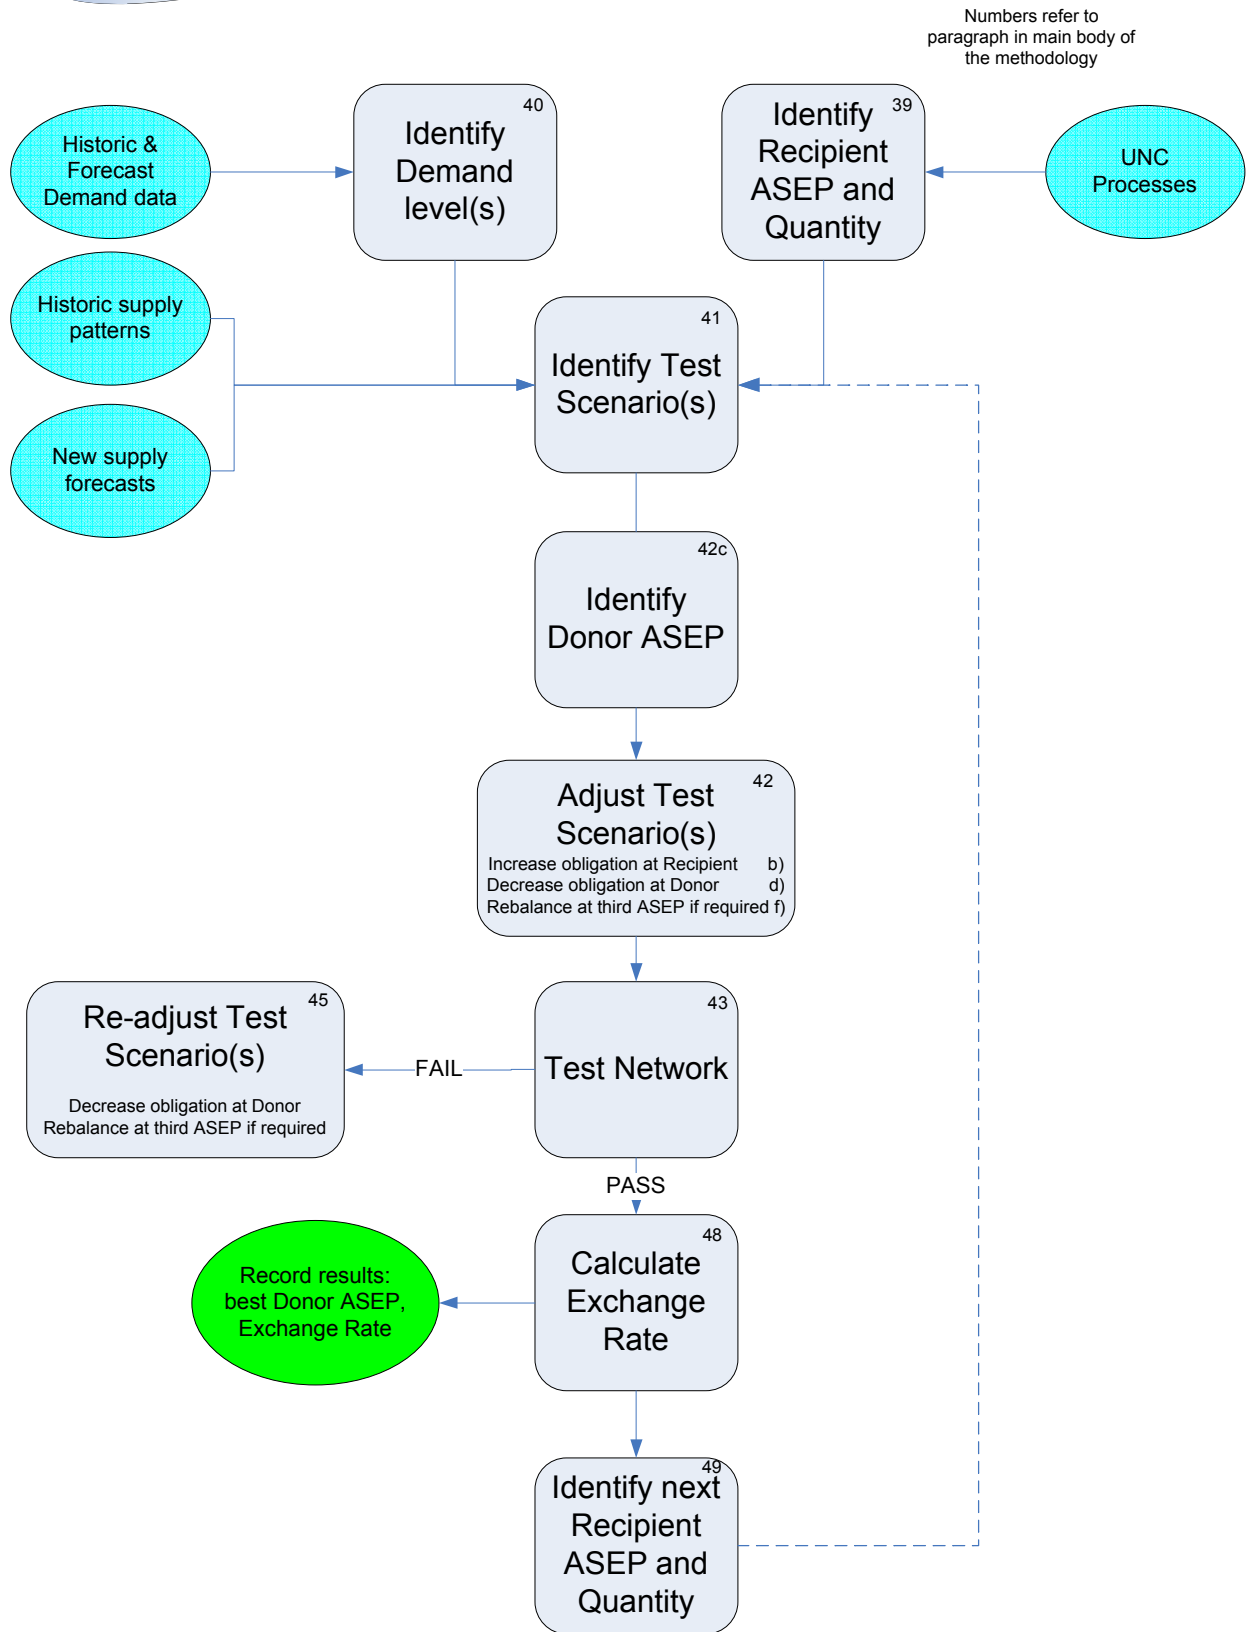 Numbers refer to
paragraph in main body of
the methodology
40
Identify
Demand
level(s)
39
Identify
Recipient
ASEP and
Quantity
Historic &
Forecast
Demand data
UNC
Processes
Historic supply
patterns
41
Identify Test
Scenario(s)
New supply
forecasts
42c
Identify
Donor ASEP
42
Adjust Test
Scenario(s)
Increase obligation at Recipient b)
Decrease obligation at Donor d)
Rebalance at third ASEP if required f)
45
Re-adjust Test
Scenario(s)
Decrease obligation at Donor
Rebalance at third ASEP if required
FAIL
43
Test Network
PASS
48
Calculate
Exchange
Rate
Record results:
best Donor ASEP,
Exchange Rate
49
Identify next
Recipient
ASEP and
Quantity